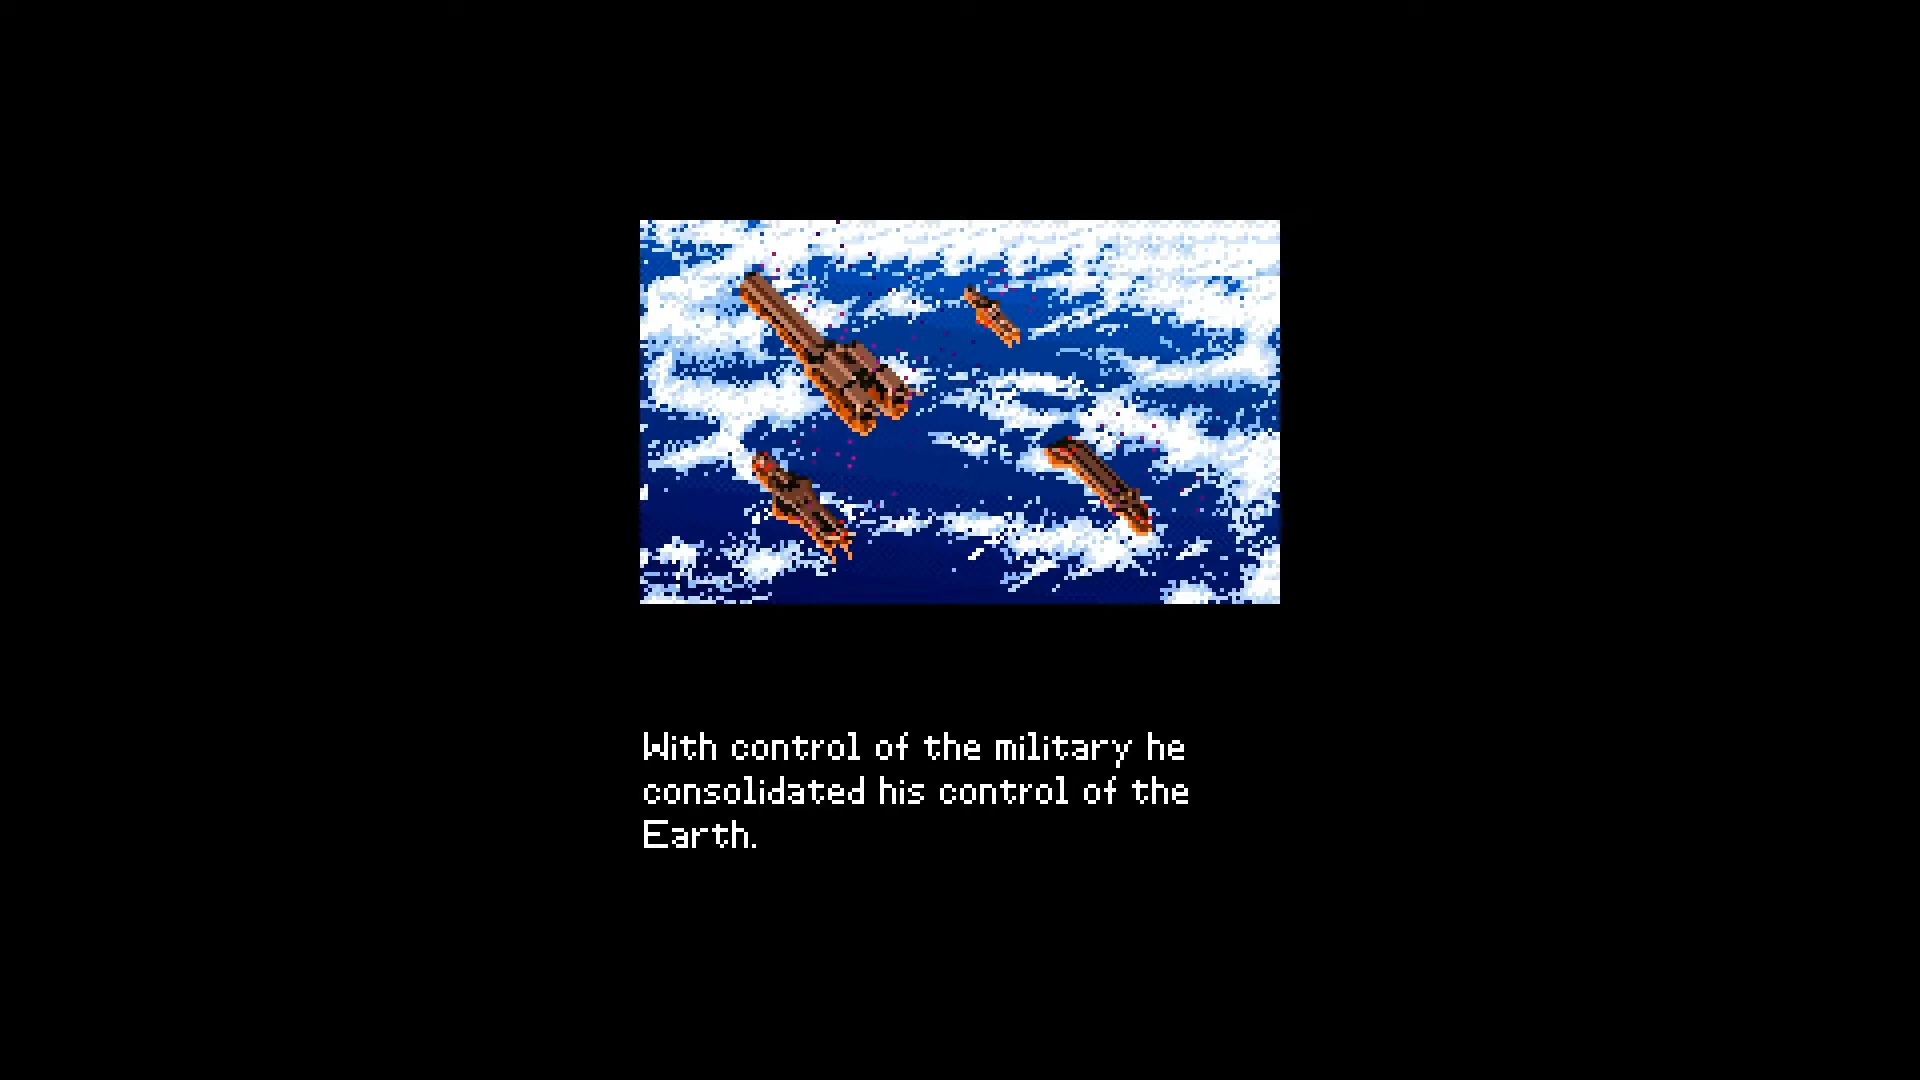 With control of the military he
consolidated his control of the
Earth.